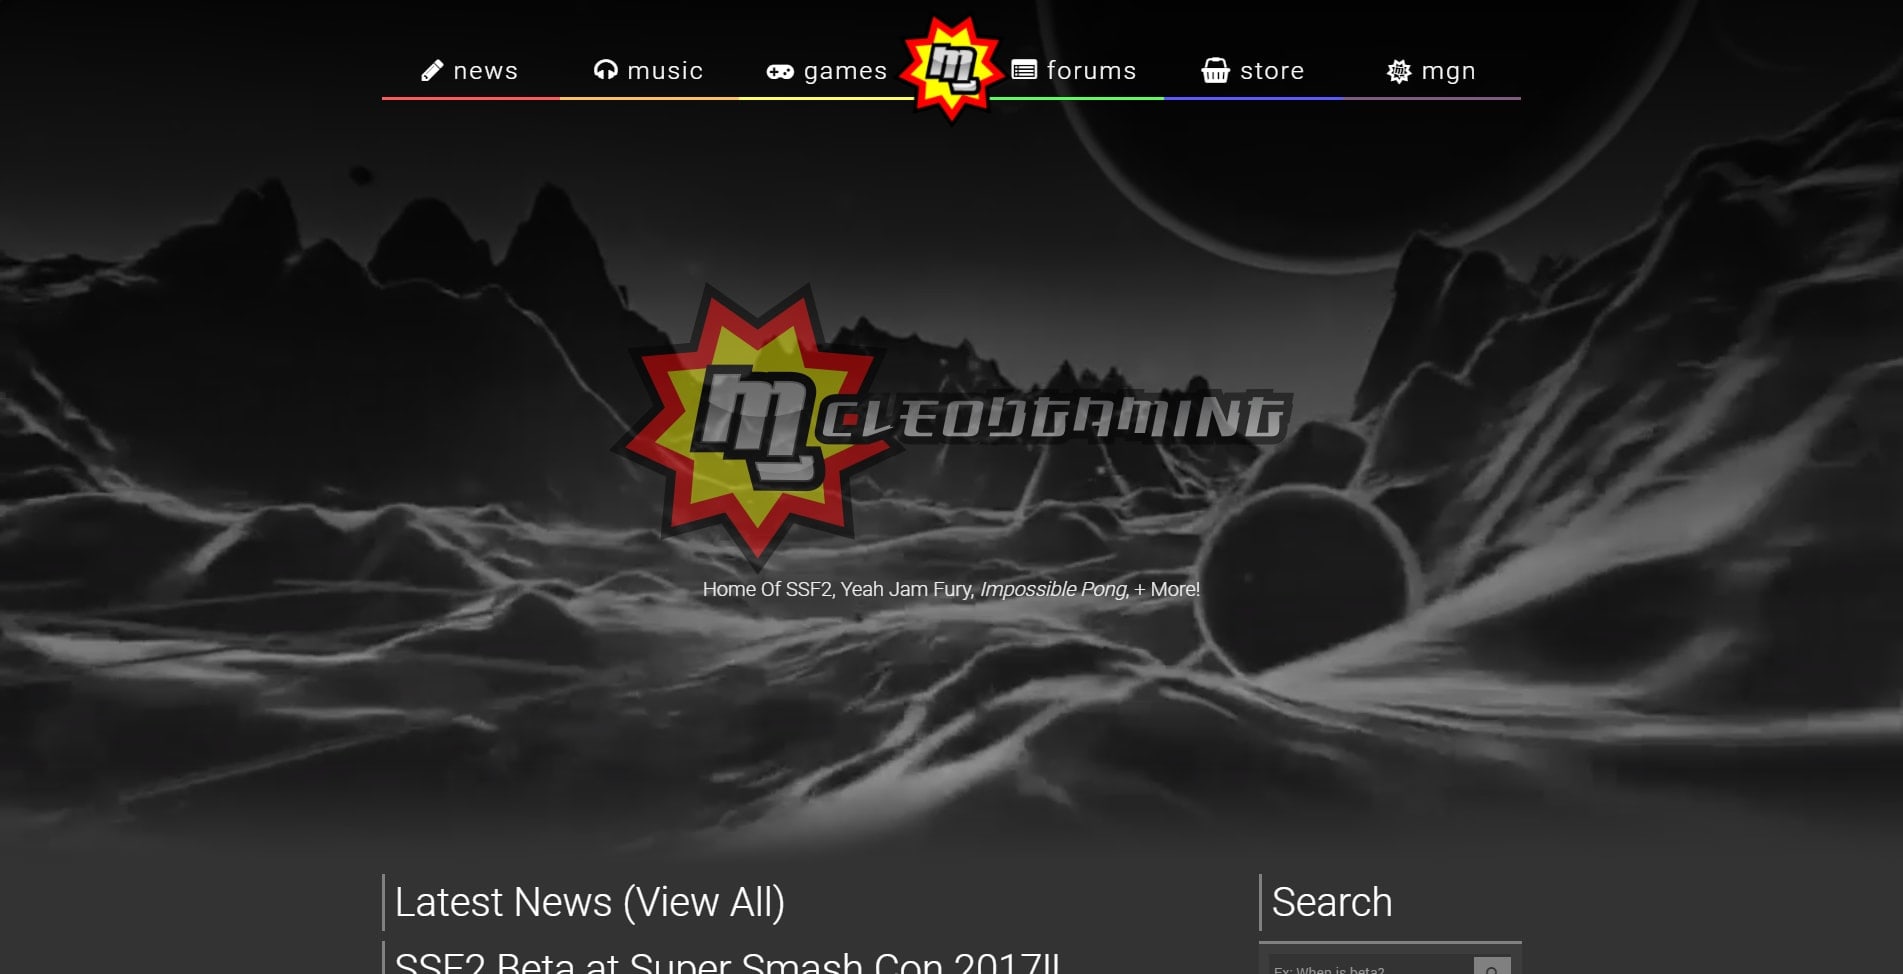 news music games M forums store mgn
McLEODGAMING
Home Of SSF2, Yeah Jam Fury, Impossible Pong, + More!
Latest News (View All)
Search
SSF2 Beta at Super Smash Con 2017!!
Ex: When is beta?